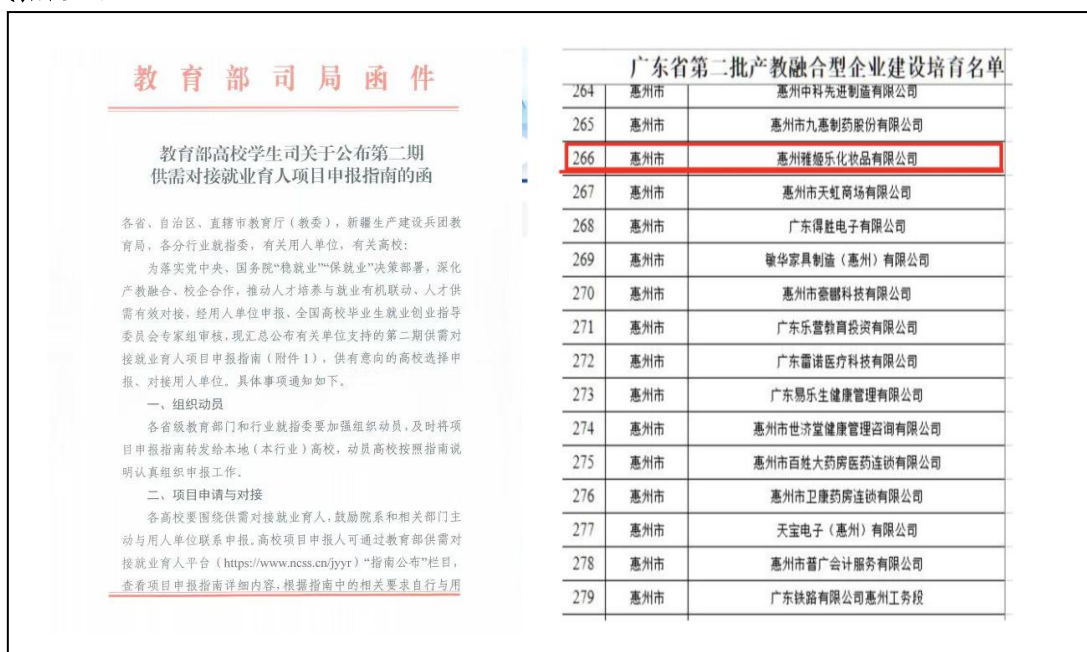 教育部司局函件
教育部高校学生司关于公布第二期
供需对接就业育人项目申报指南的函
各省、自治区、直辖市教育厅（教委），新疆生产建设兵团教
育局，各分行业就指委，有关用人单位，有关高校：
为落实党中央、国务院“稳就业”“保就业”决策部署，深化
产教融合、校企合作，推动人才培养与就业有机联动、人才供
需有效对接，经用人单位申报、全国高校毕业生就业创业指导
委员会专家组审核，现汇总公布有关单位支持的第二期供需对
接就业育人项目申报指南（附件1），供有意向的高校选择申
报、对接用人单位。具体事项通知如下。
一、组织动员
各省级教育部门和行业就指委要加强组织动员，及时将项
目申报指南转发给本地（本行业）高校，动员高校按照指南说
明认真组织申报工作。
二、项目申请与对接
各高校要围绕供需对接就业育人，鼓励院系和相关部门主
动与用人单位联系申报。高校项目申报人可通过教育部供需对
接就业育人平台（https://www.ncss.cn/jyyr）“指南公布”栏目，
查看项目申报指南详细内容，根据指南中的相关要求自行与用
广东省第二批产教融合型企业建设培育名单
264 惠州市 惠州中科先进制造有限公司
265 惠州市 惠州市九惠制药股份有限公司
266 惠州市 惠州雅姬乐化妆品有限公司
267 惠州市 惠州市天虹商场有限公司
268 惠州市 广东得胜电子有限公司
269 惠州市 敏华家具制造（惠州）有限公司
270 惠州市 惠州市豪鹏科技有限公司
271 惠州市 广东乐营教育投资有限公司
272 惠州市 广东雷诺医疗科技有限公司
273 惠州市 广东易乐生健康管理有限公司
274 惠州市 惠州市世济堂健康管理咨询有限公司
275 惠州市 惠州市百姓大药房医药连锁有限公司
276 惠州市 惠州市卫康药房连锁有限公司
277 惠州市 天宝电子（惠州）有限公司
278 惠州市 惠州市普广会计服务有限公司
279 惠州市 广东铁路有限公司惠州工务段